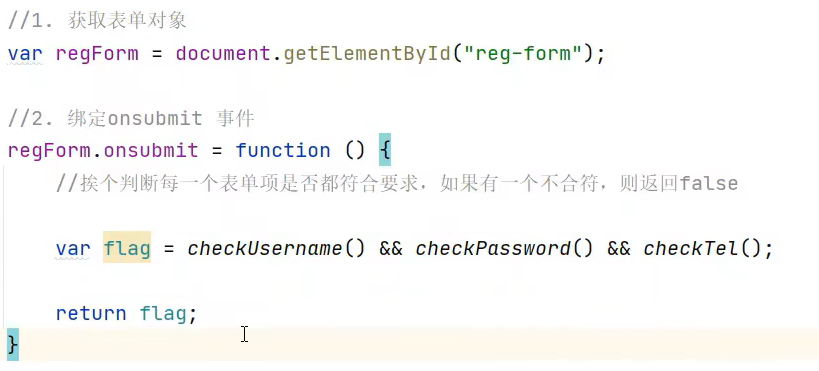 //1. 获取表单对象
var regForm = document.getElementById("reg-form");
//2. 绑定onsubmit 事件
regForm.onsubmit = function () {
//挨个判断每一个表单项是否都符合要求，如果有一个不合符，则返回false
var flag = checkUsername() && checkPassword() && checkTel();
return flag;
}